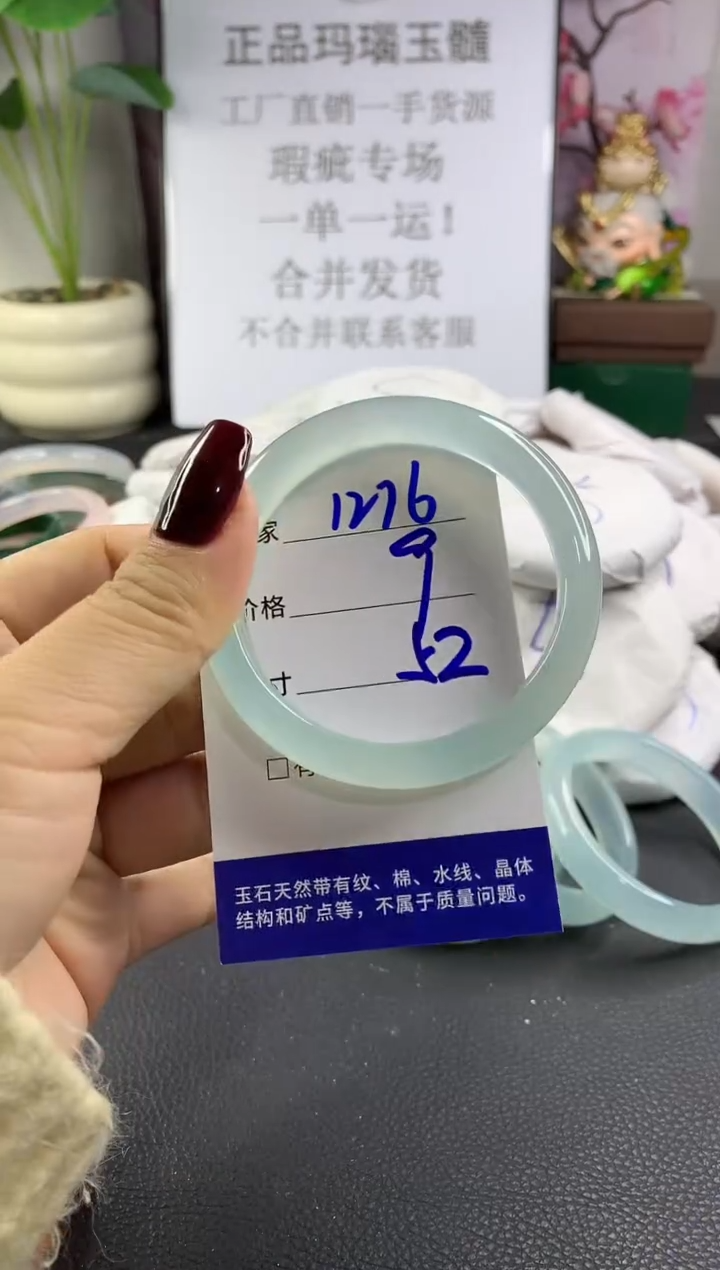 正品玛瑙玉髓
工厂直销一手货源
瑕疵专场
一单一运！
合并发货
不合并联系客服
家 1276
价格 9
寸 52
□有
玉石天然带有纹、棉、水线、晶体
结构和矿点等，不属于质量问题。